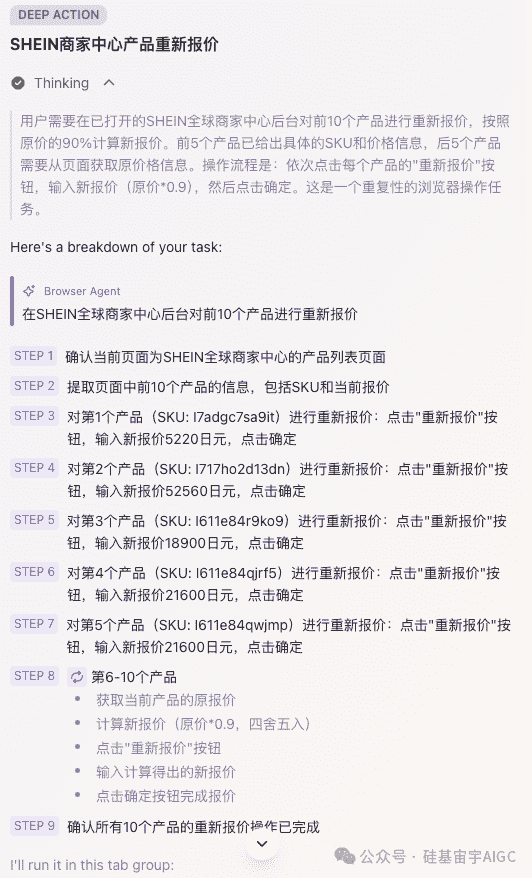 DEEP ACTION
SHEIN商家中心产品重新报价
Thinking
用户需要在已打开的SHEIN全球商家中心后台对前10个产品进行重新报价，按照
原价的90%计算新报价。前5个产品已给出具体的SKU和价格信息，后5个产品
需要从页面获取原价格信息。操作流程是：依次点击每个产品的"重新报价"按
钮，输入新报价（原价*0.9），然后点击确定。这是一个重复性的浏览器操作任
务。
Here's a breakdown of your task:
Browser Agent
在SHEIN全球商家中心后台对前10个产品进行重新报价
STEP 1 确认当前页面为SHEIN全球商家中心的产品列表页面
STEP 2 提取页面中前10个产品的信息，包括SKU和当前报价
STEP 3 对第1个产品（SKU: I7adgc7sa9it）进行重新报价：点击"重新报价"按
钮，输入新报价5220日元，点击确定
STEP 4 对第2个产品（SKU: I717ho2d13dn）进行重新报价：点击"重新报价"按
钮，输入新报价52560日元，点击确定
STEP 5 对第3个产品（SKU: I611e84r9ko9）进行重新报价：点击"重新报价"按
钮，输入新报价18900日元，点击确定
STEP 6 对第4个产品（SKU: I611e84qjrf5）进行重新报价：点击"重新报价"按
钮，输入新报价21600日元，点击确定
STEP 7 对第5个产品（SKU: I611e84qwjmp）进行重新报价：点击"重新报价"按
钮，输入新报价21600日元，点击确定
STEP 8 第6-10个产品
• 获取当前产品的原报价
• 计算新报价（原价*0.9，四舍五入）
• 点击"重新报价"按钮
• 输入计算得出的新报价
• 点击确定按钮完成报价
STEP 9 确认所有10个产品的重新报价操作已完成
公众号 · 硅基宙宇AIGC
I'll run it in this tab group: